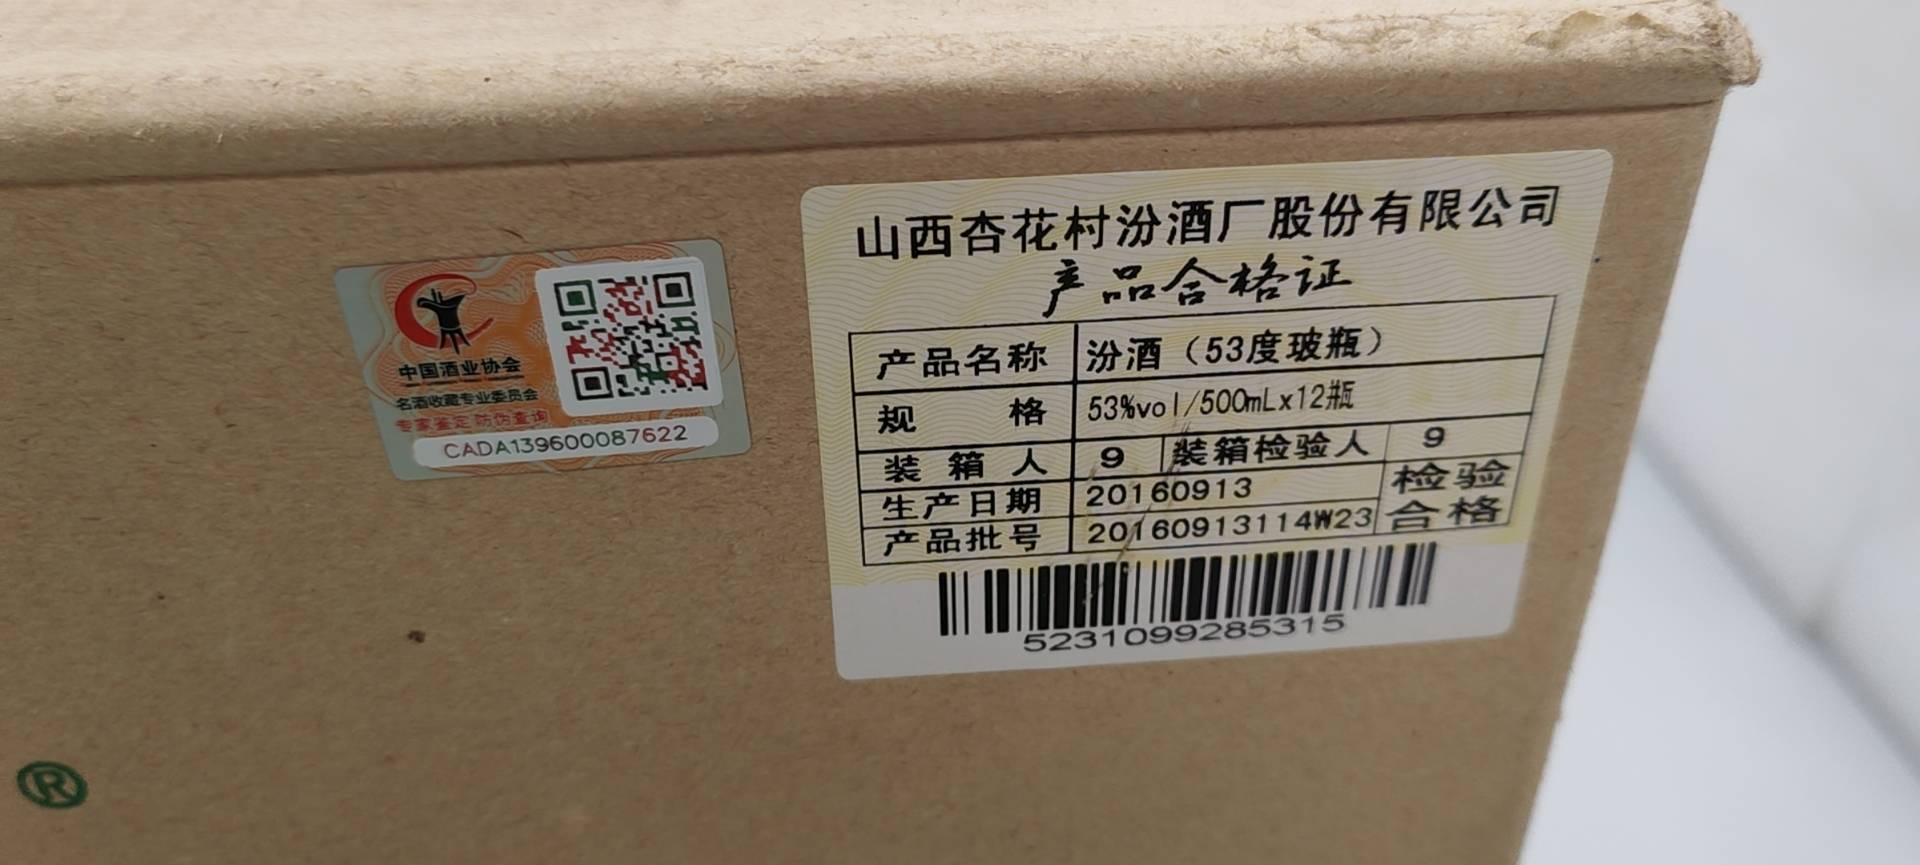 中国酒业协会
名酒收藏专业委员会
专家鉴定 防伪查询
CADA139600087622
山西杏花村汾酒厂股份有限公司
产品合格证
产品名称 汾酒（53度玻瓶）
规格 53%vol/500mLx12瓶
装箱人 9 装箱检验人 9
生产日期 20160913 检验
产品批号 20160913114W23 合格
5231099285315
®